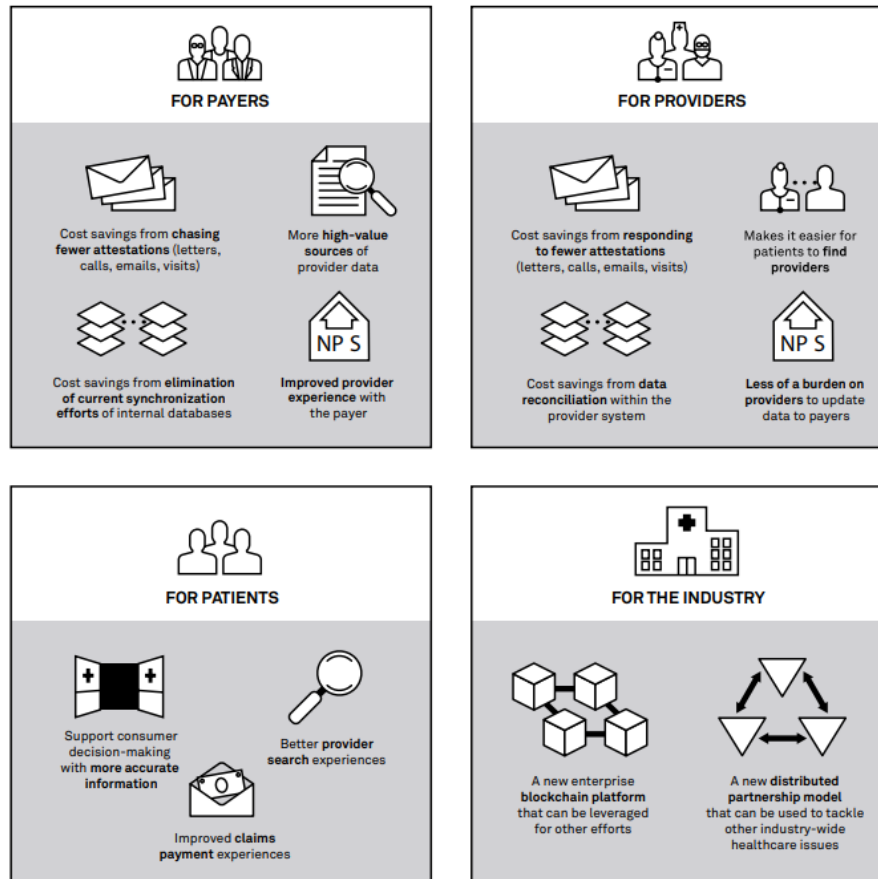 FOR PAYERS
Cost savings from chasing
fewer attestations (letters,
calls, emails, visits)
More high-value
sources of
provider data
NP S
Cost savings from elimination
of current synchronization
efforts of internal databases
Improved provider
experience with
the payer
FOR PROVIDERS
Cost savings from responding
to fewer attestations
(letters, calls, emails, visits)
Makes it easier for
patients to find
providers
NP S
Cost savings from data
reconciliation within the
provider system
Less of a burden on
providers to update
data to payers
FOR PATIENTS
Support consumer
decision-making
with more accurate
information
Better provider
search experiences
Improved claims
payment experiences
FOR THE INDUSTRY
A new enterprise
blockchain platform
that can be leveraged
for other efforts
A new distributed
partnership model
that can be used to tackle
other industry-wide
healthcare issues